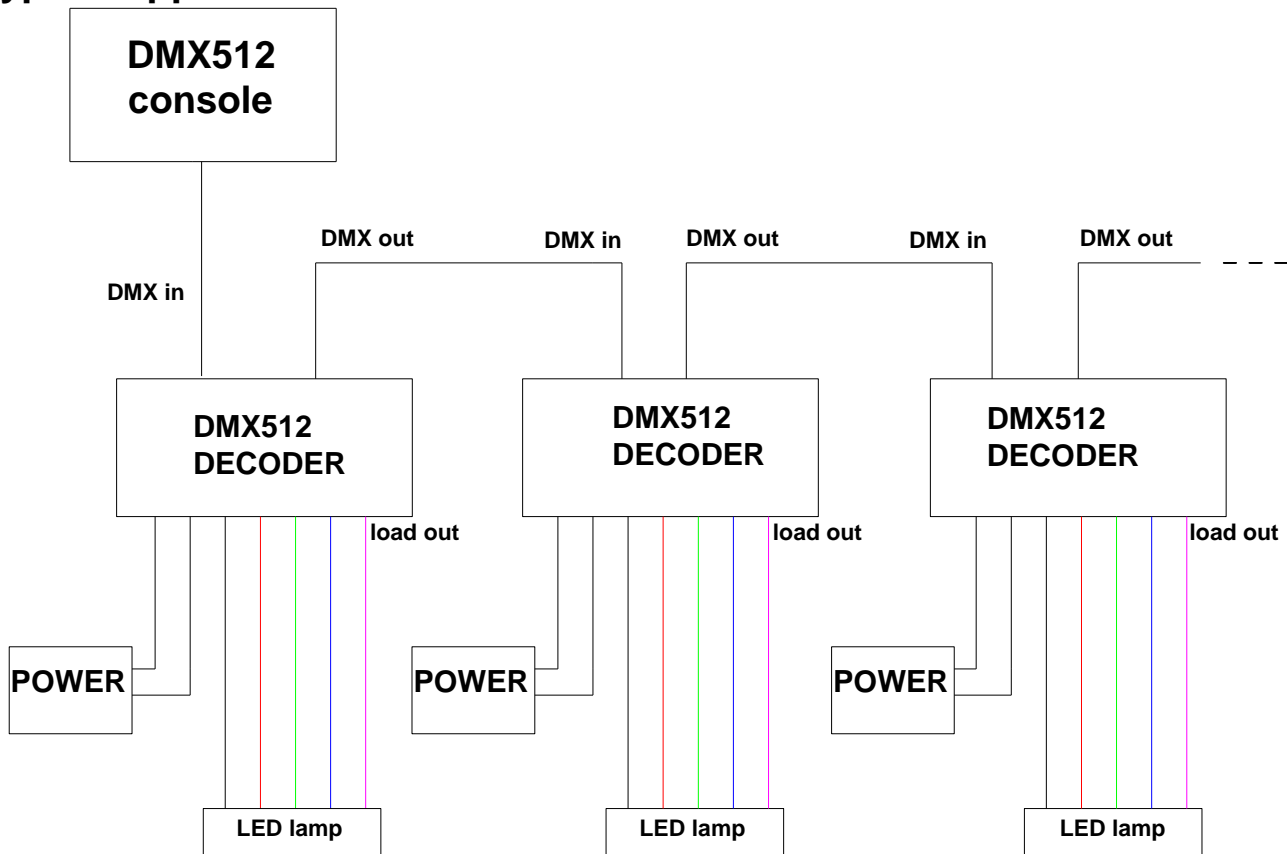 DMX512
console
DMX out
DMX in
DMX out
DMX in
DMX out
DMX in
DMX512
DECODER
DMX512
DECODER
DMX512
DECODER
load out
load out
load out
POWER
POWER
POWER
LED lamp
LED lamp
LED lamp